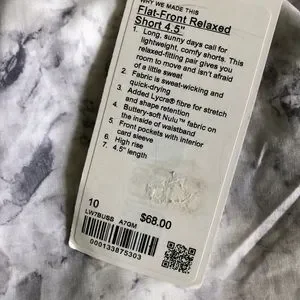 WHY WE MADE THIS
Flat-Front Relaxed
Short 4.5"
1. Long, sunny days call for
lightweight, comfy shorts. This
relaxed-fitting pair gives you
room to move and isn't afraid
of a little sweat
2. Fabric is sweat-wicking and
quick-drying
3. Added Lycra® fibre for stretch
and shape retention
4. Buttery-soft Nulu™ fabric on
the inside of waistband
5. Front pockets with interior
card sleeve
6. High rise
7. 4.5" length
10
$68.00
LW7BUSS A7GM
000133875303